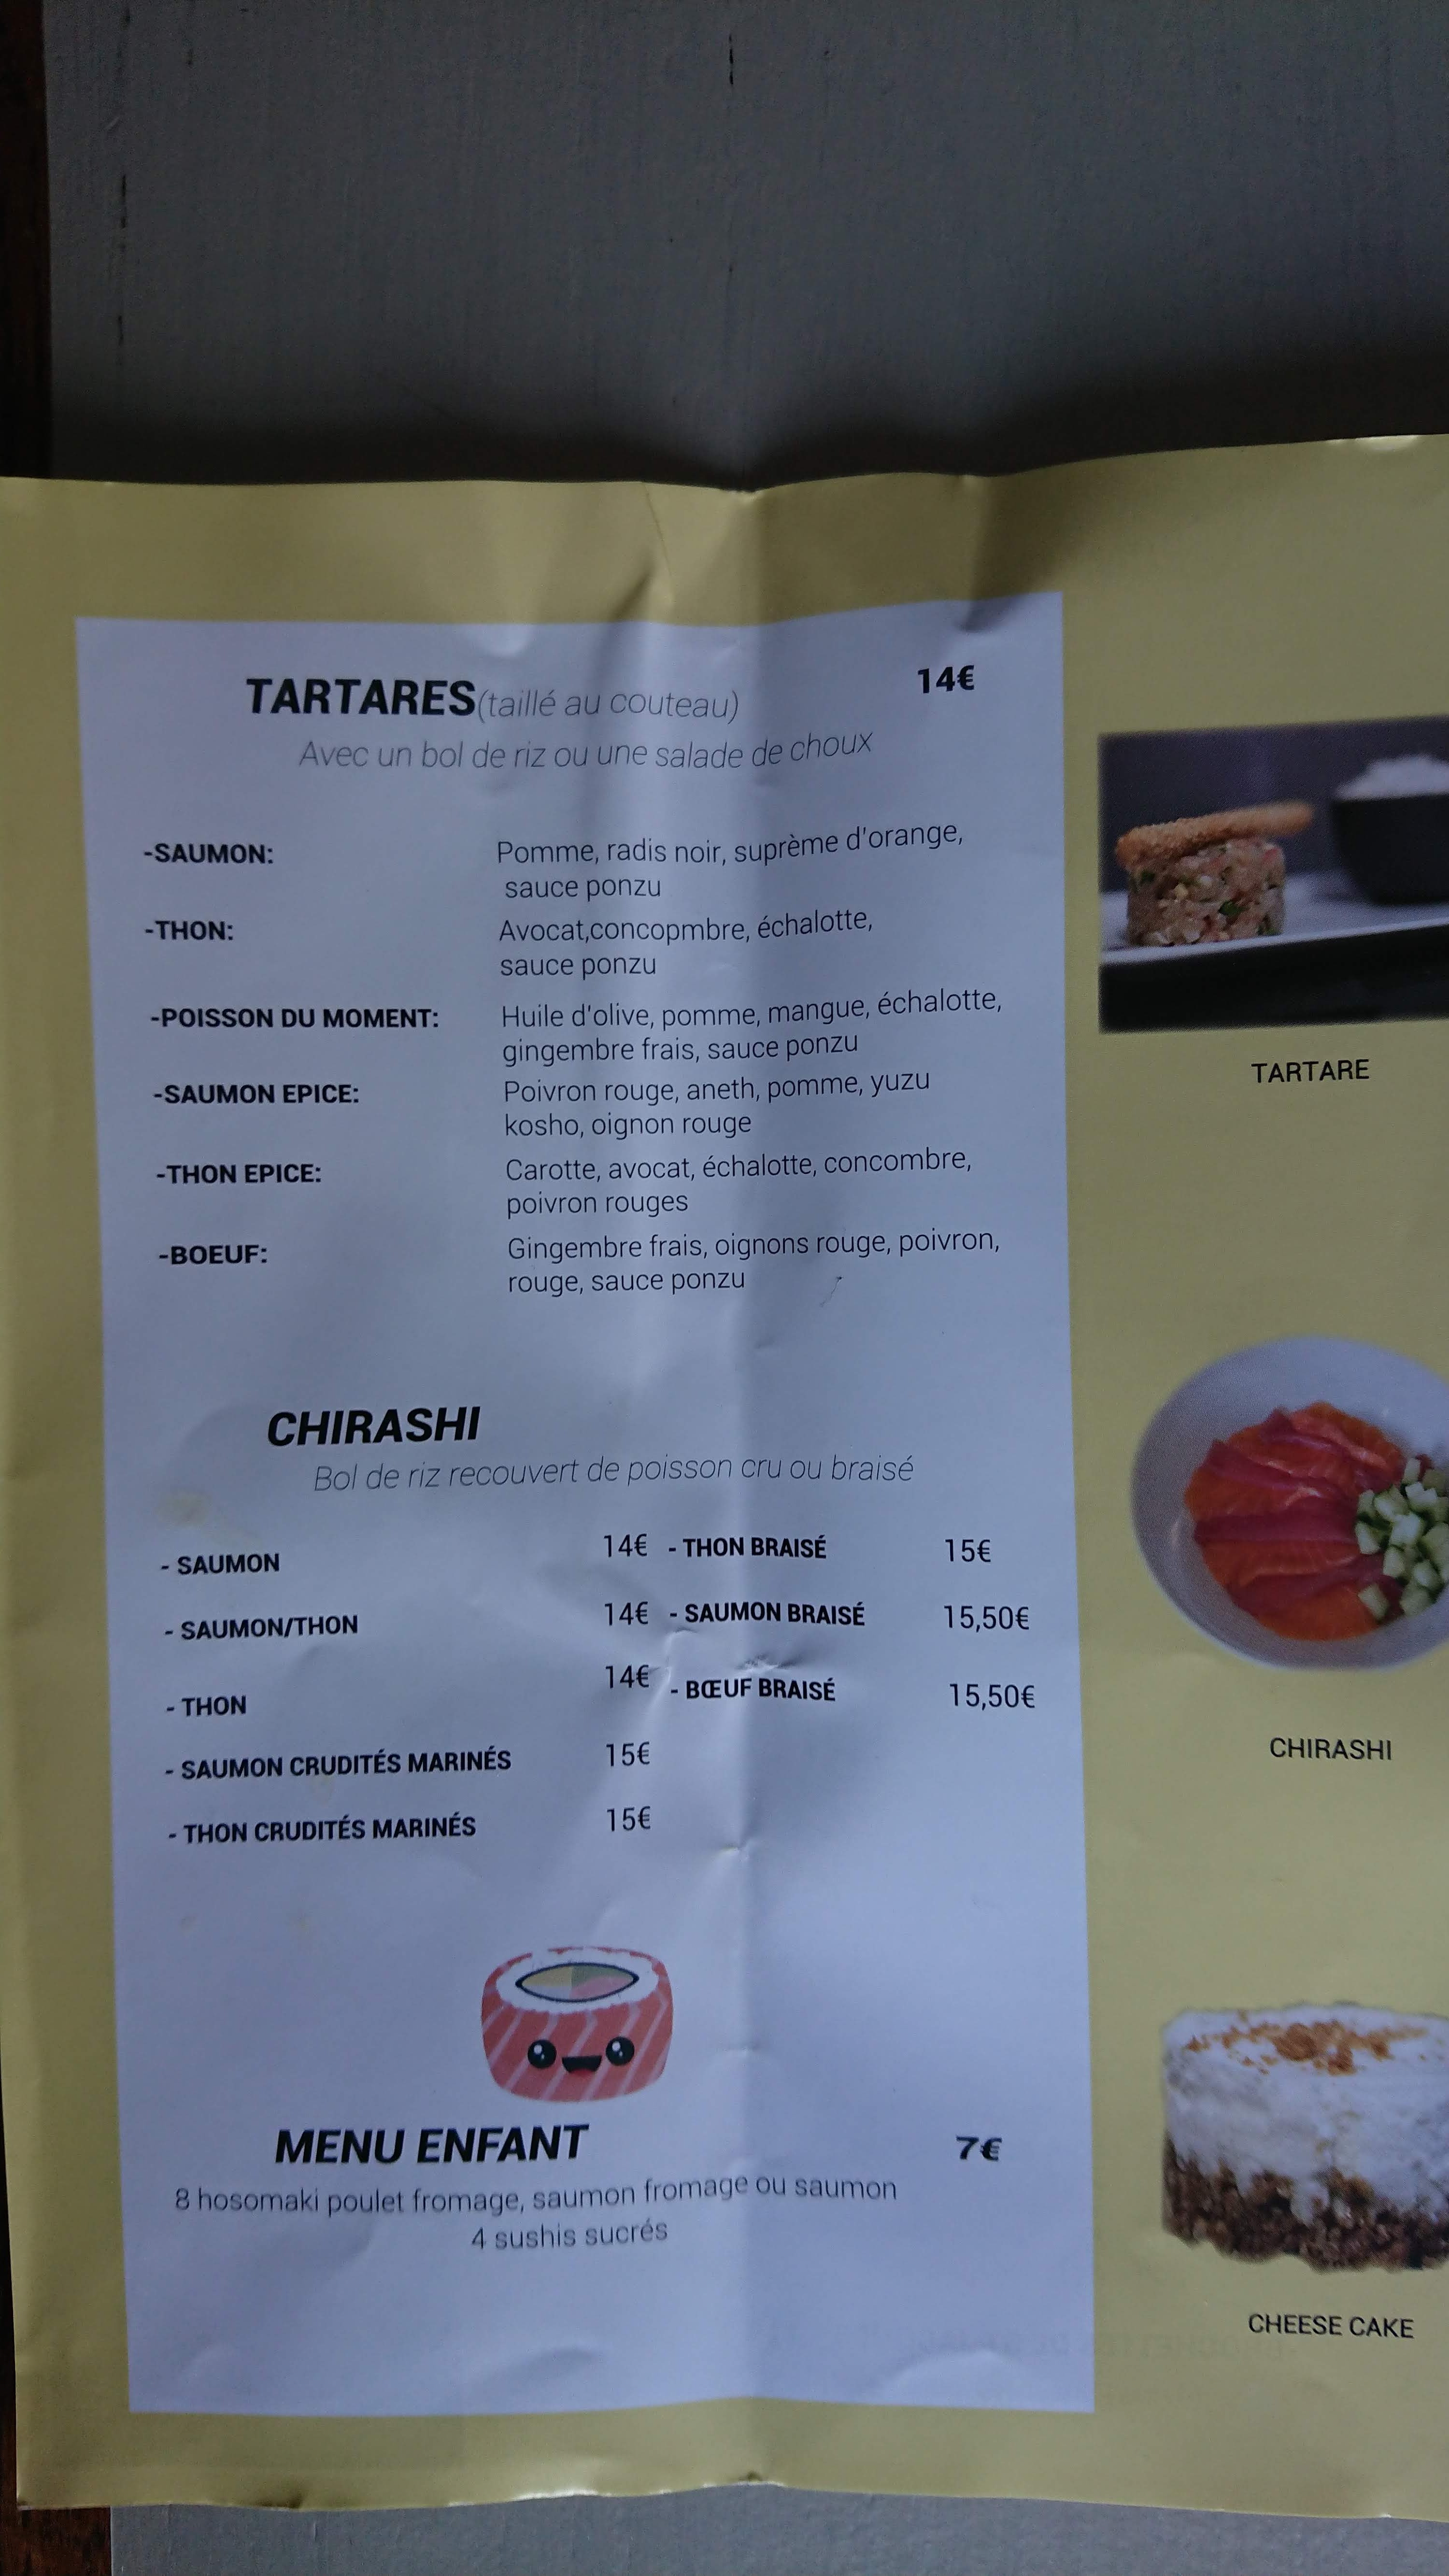 TARTARES(taillé au couteau) 14€
Avec un bol de riz ou une salade de choux
-SAUMON: Pomme, radis noir, suprème d'orange,
sauce ponzu
-THON: Avocat,concopmbre, échalotte,
sauce ponzu
-POISSON DU MOMENT: Huile d'olive, pomme, mangue, échalotte,
gingembre frais, sauce ponzu
-SAUMON EPICE: Poivron rouge, aneth, pomme, yuzu
kosho, oignon rouge
-THON EPICE: Carotte, avocat, échalotte, concombre,
poivron rouges
-BOEUF: Gingembre frais, oignons rouge, poivron,
rouge, sauce ponzu
CHIRASHI
Bol de riz recouvert de poisson cru ou braisé
- SAUMON 14€ - THON BRAISÉ 15€
- SAUMON/THON 14€ - SAUMON BRAISÉ 15,50€
- THON 14€ - BŒUF BRAISÉ 15,50€
- SAUMON CRUDITÉS MARINÉS 15€
- THON CRUDITÉS MARINÉS 15€
MENU ENFANT 7€
8 hosomaki poulet fromage, saumon fromage ou saumon
4 sushis sucrés
TARTARE
CHIRASHI
CHEESE CAKE